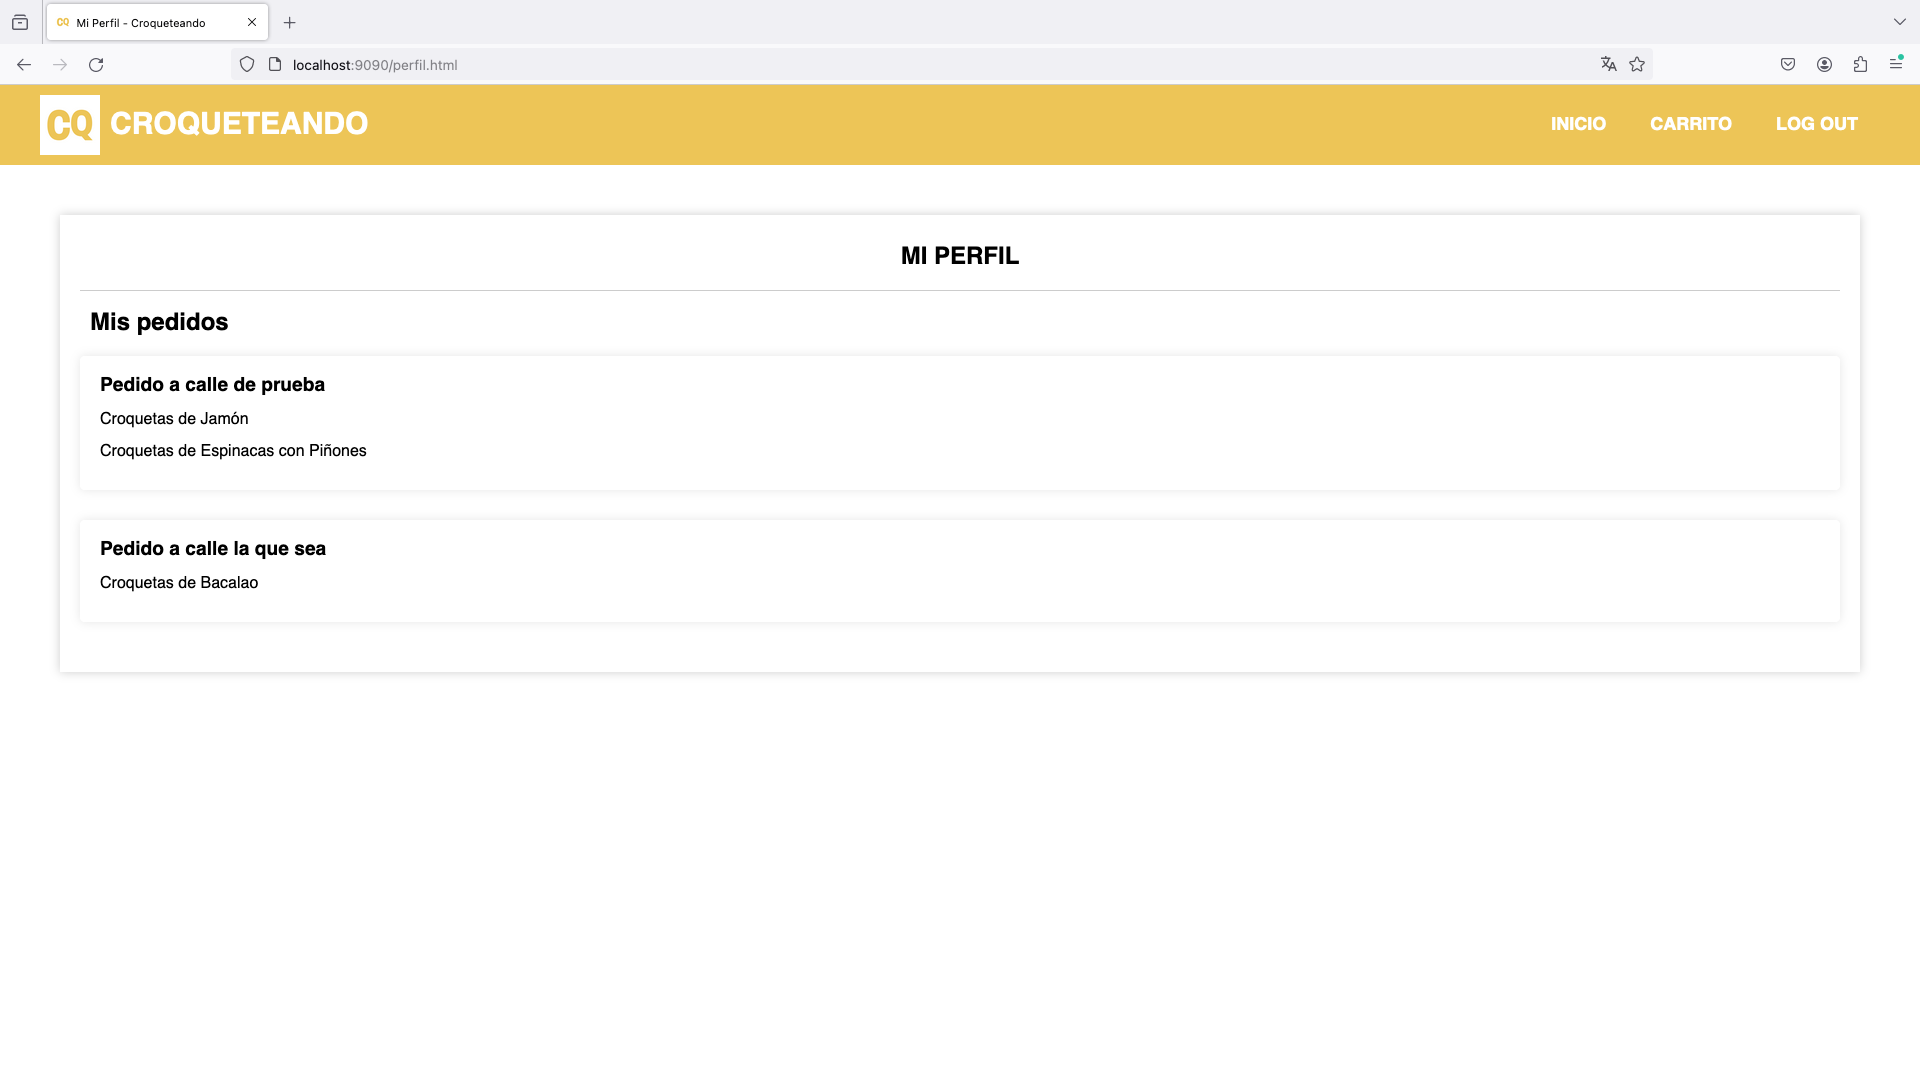 CQ Mi Perfil - Croqueteando
localhost:9090/perfil.html
CQ CROQUETEANDO
INICIO CARRITO LOG OUT
MI PERFIL
Mis pedidos
Pedido a calle de prueba
Croquetas de Jamón
Croquetas de Espinacas con Piñones
Pedido a calle la que sea
Croquetas de Bacalao